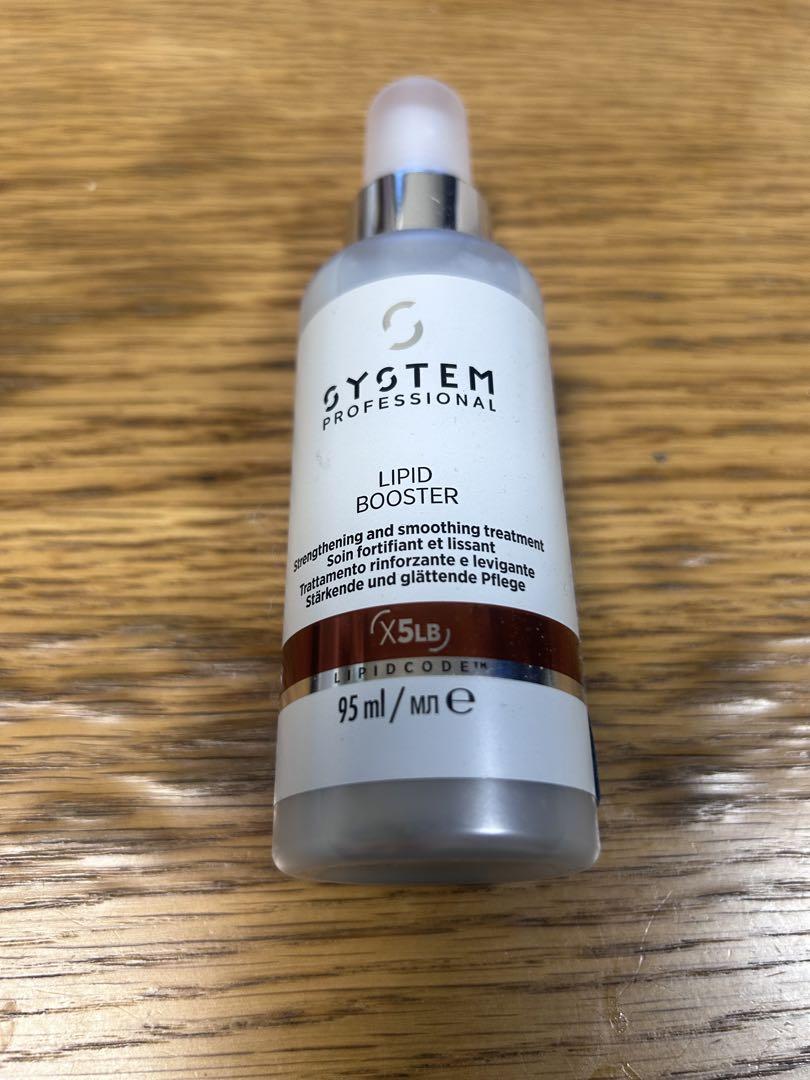 SYSTEM
PROFESSIONAL
LIPID
BOOSTER
Strengthening and smoothing treatment
Soin fortifiant et lissant
Trattamento rinforzante e levigante
Stärkende und glättende Pflege
X5LB
LIPIDCODE™
95 ml / МЛ ℮